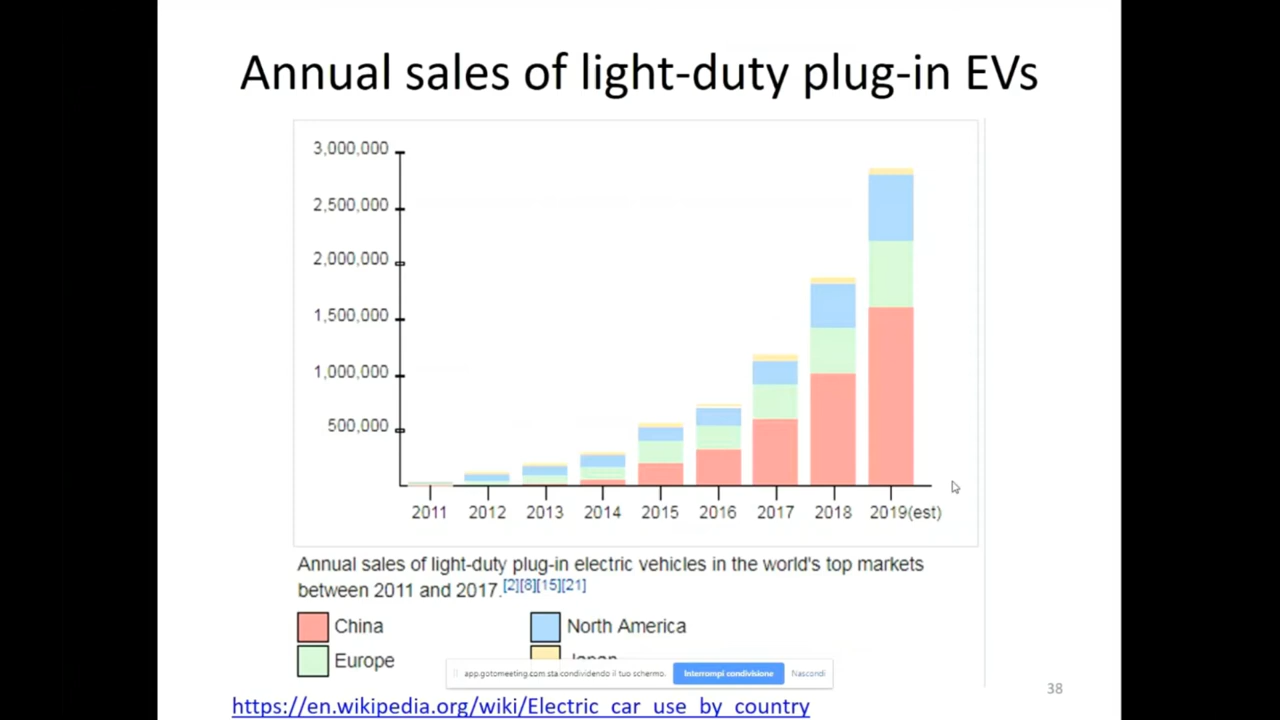 Annual sales of light-duty plug-in EVs
3,000,000
2,500,000
2,000,000
1,500,000
1,000,000
500,000
2011 2012 2013 2014 2015 2016 2017 2018 2019(est)
Annual sales of light-duty plug-in electric vehicles in the world's top markets
between 2011 and 2017.[2][8][15][21]
China North America
Europe Japan
app.gotomeeting.com sta condividendo il tuo schermo. Interrompi condivisione Nascondi
38
https://en.wikipedia.org/wiki/Electric_car_use_by_country